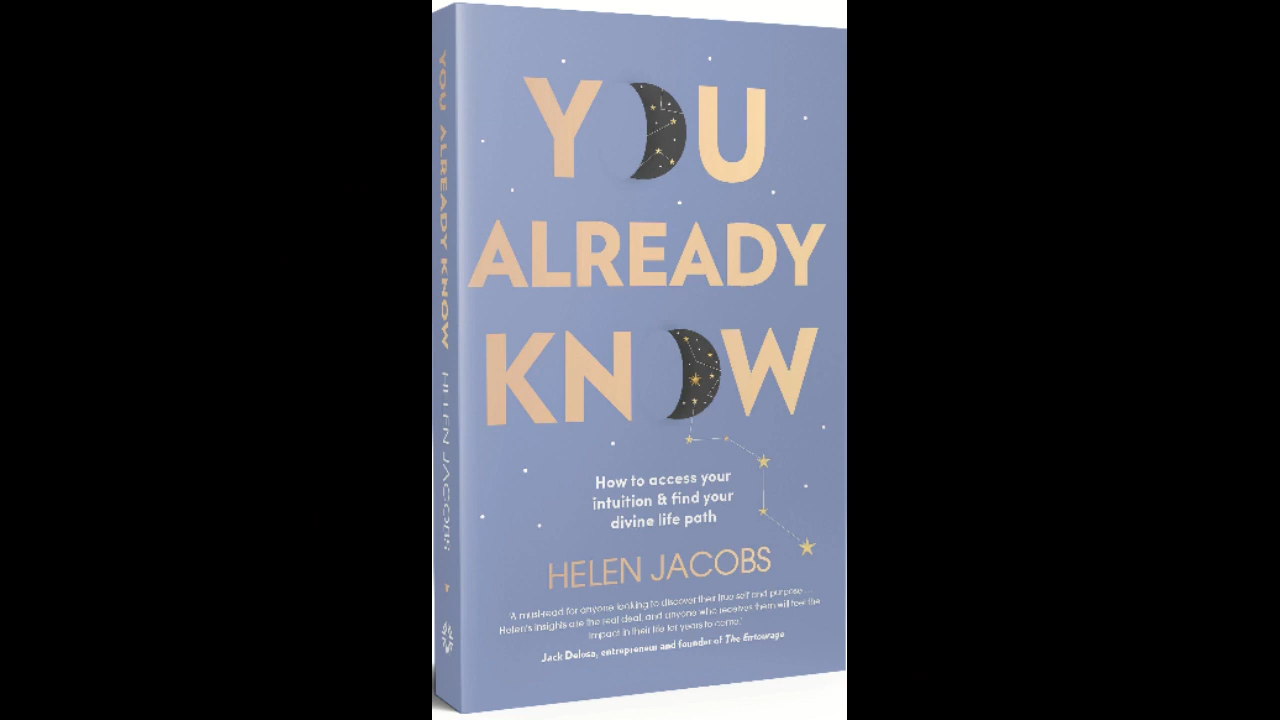 YOU ALREADY KNOW HELEN JACOBS
YOU
ALREADY
KNOW
How to access your
intuition & find your
divine life path
HELEN JACOBS
'A must-read for anyone looking to discover their true self and purpose ...
Helen's insights are the real deal, and anyone who receives them will feel the
impact in their life for years to come.'
Jack Delosa, entrepreneur and founder of The Entourage